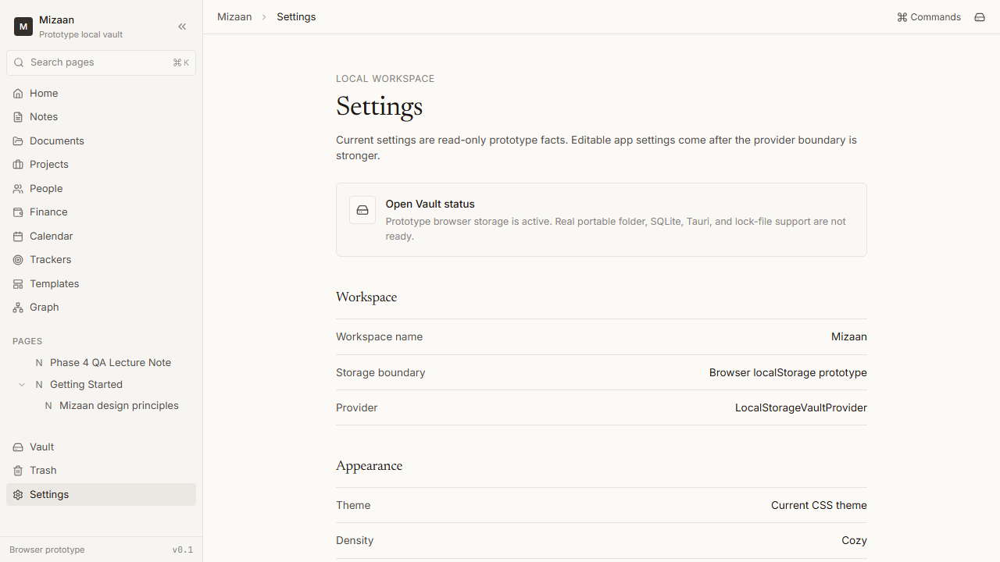 M
Mizaan
Prototype local vault
Search pages
⌘ K
Home
Notes
Documents
Projects
People
Finance
Calendar
Trackers
Templates
Graph
PAGES
N Phase 4 QA Lecture Note
N Getting Started
N Mizaan design principles
Vault
Trash
Settings
Browser prototype
v0.1
Mizaan
Settings
⌘ Commands
LOCAL WORKSPACE
Settings
Current settings are read-only prototype facts. Editable app settings come after the provider boundary is
stronger.
Open Vault status
Prototype browser storage is active. Real portable folder, SQLite, Tauri, and lock-file support are not
ready.
Workspace
Workspace name Mizaan
Storage boundary Browser localStorage prototype
Provider LocalStorageVaultProvider
Appearance
Theme Current CSS theme
Density Cozy